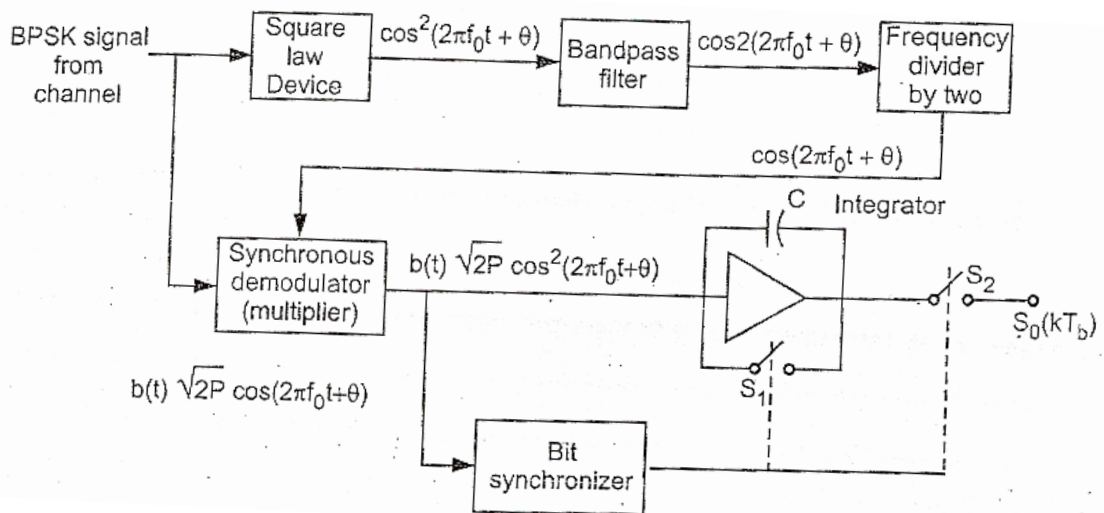 BPSK signal
from
channel
Square
law
Device
cos²(2πf₀t + θ)
Bandpass
filter
cos2(2πf₀t + θ)
Frequency
divider
by two
cos(2πf₀t + θ)
C
Integrator
Synchronous
demodulator
(multiplier)
b(t) √2P cos²(2πf₀t+θ)
S₂
S₀(kT_b)
S₁
b(t) √2P cos(2πf₀t+θ)
Bit
synchronizer